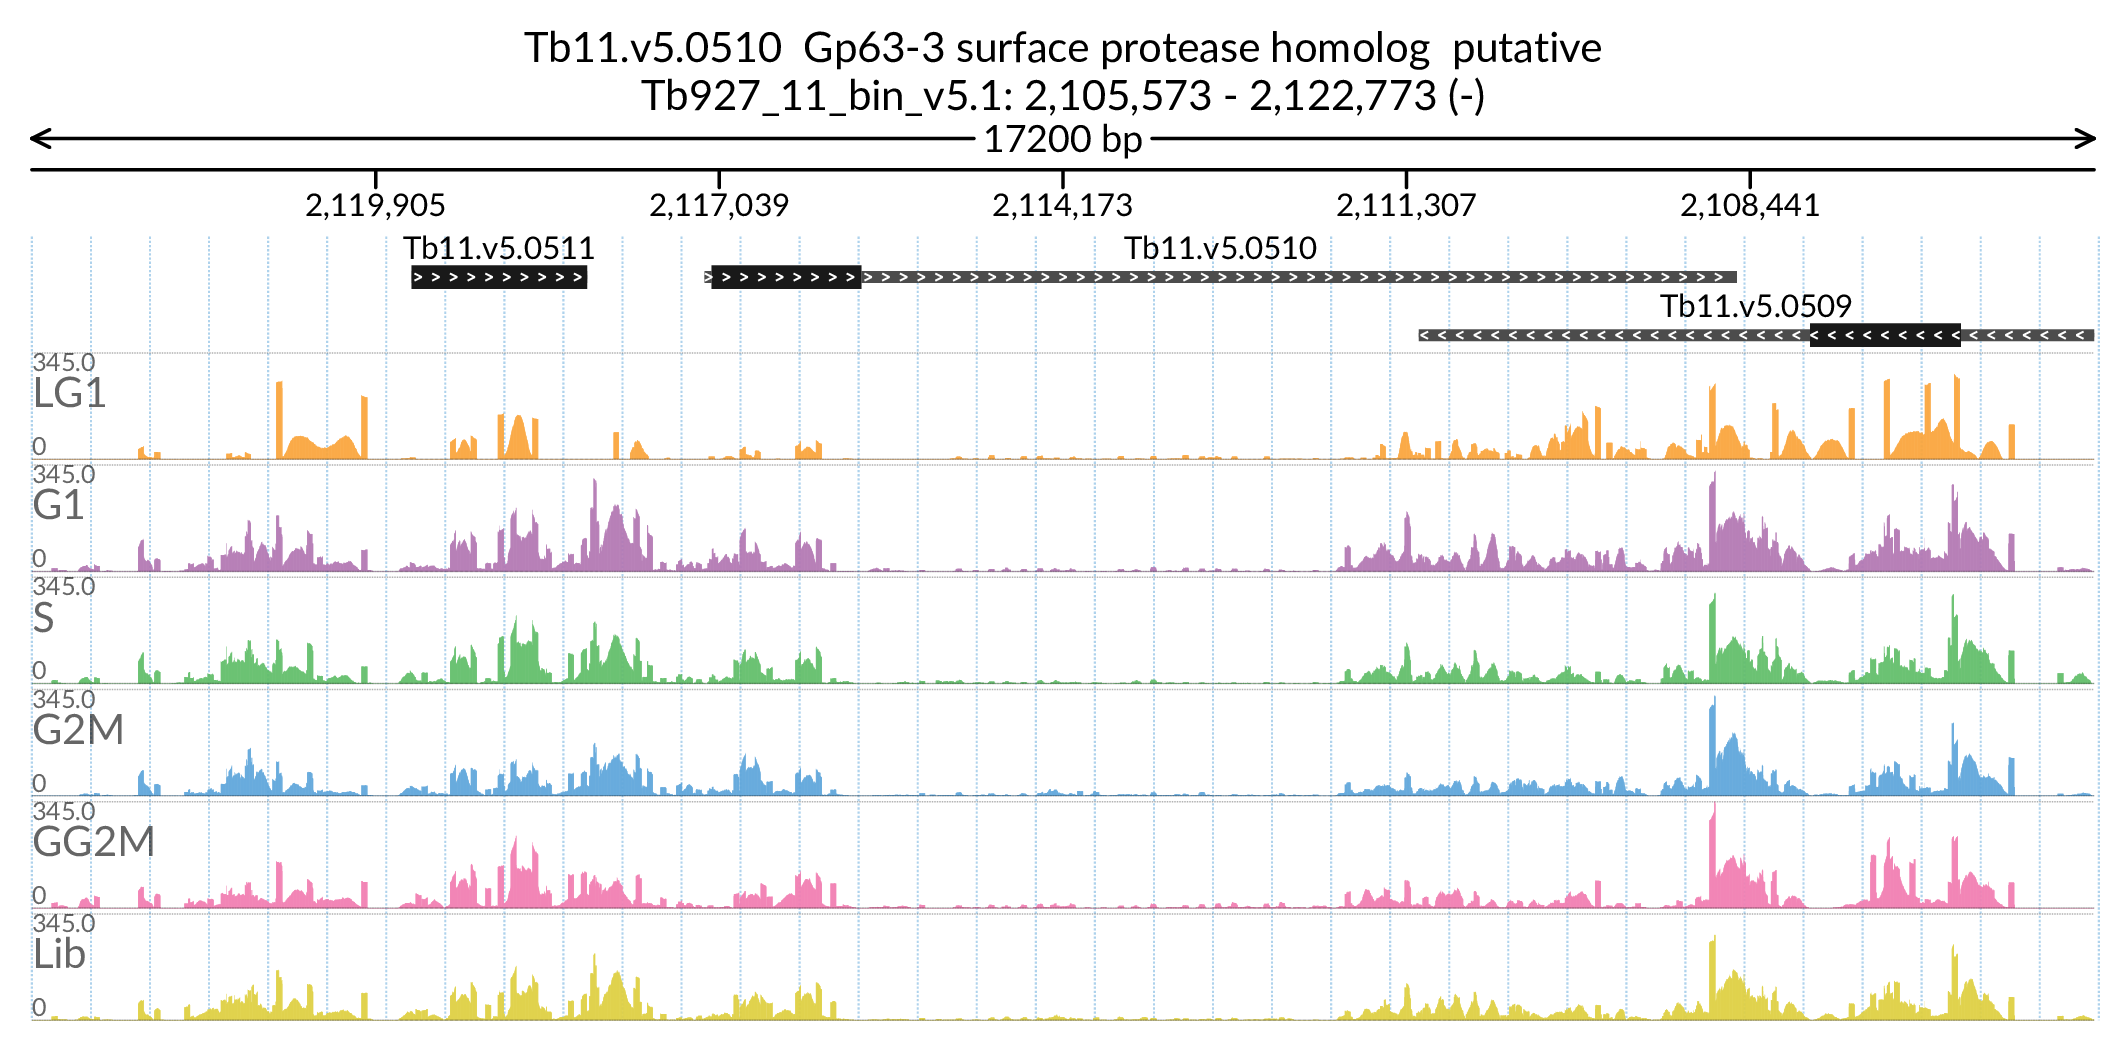 Tb11.v5.0510  Gp63-3 surface protease homolog  putative
Tb927_11_bin_v5.1: 2,105,573 - 2,122,773 (-)
17200 bp
2,119,905 2,117,039 2,114,173 2,111,307 2,108,441
Tb11.v5.0511 Tb11.v5.0510
Tb11.v5.0509
345.0
LG1
0
345.0
G1
0
345.0
S
0
345.0
G2M
0
345.0
GG2M
0
345.0
Lib
0